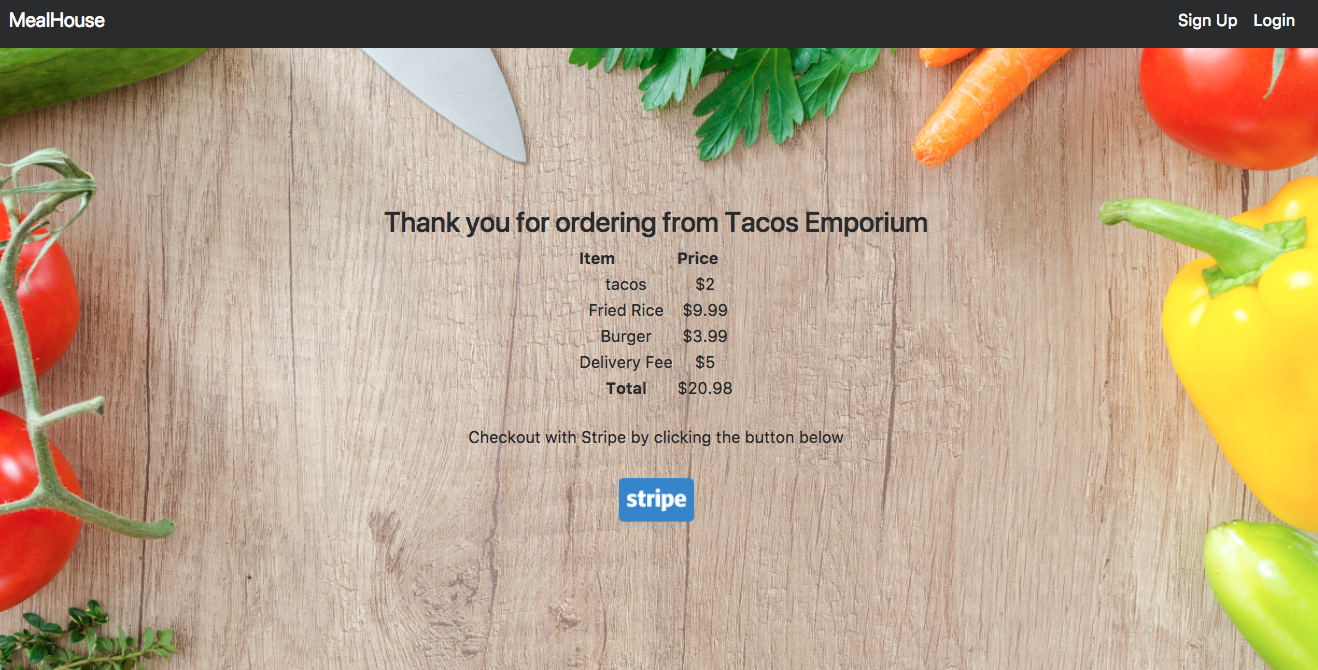 MealHouse Sign Up Login
Thank you for ordering from Tacos Emporium
Item Price
tacos $2
Fried Rice $9.99
Burger $3.99
Delivery Fee $5
Total $20.98
Checkout with Stripe by clicking the button below
stripe